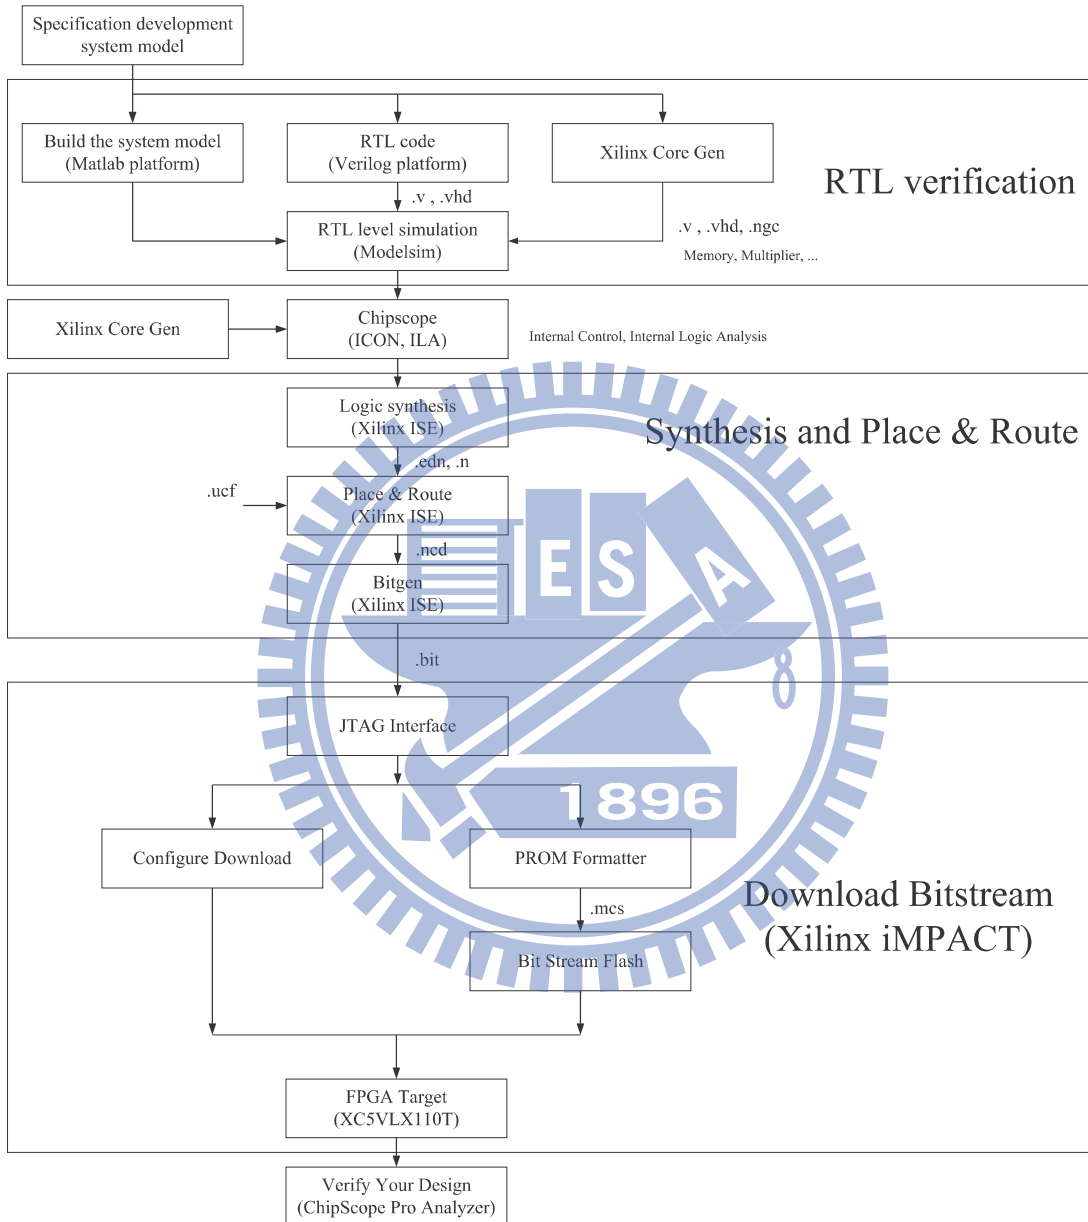 Specification development
system model
Build the system model
(Matlab platform)
RTL code
(Verilog platform)
Xilinx Core Gen
RTL verification
.v , .vhd
RTL level simulation
(Modelsim)
.v , .vhd, .ngc
Memory, Multiplier, ...
Xilinx Core Gen
Chipscope
(ICON, ILA)
Internal Control, Internal Logic Analysis
Logic synthesis
(Xilinx ISE)
Synthesis and Place & Route
.edn, .n
.ucf
Place & Route
(Xilinx ISE)
.ncd
Bitgen
(Xilinx ISE)
E S A
8
.bit
JTAG Interface
1896
Configure Download
PROM Formatter
.mcs
Bit Stream Flash
Download Bitstream
(Xilinx iMPACT)
FPGA Target
(XC5VLX110T)
Verify Your Design
(ChipScope Pro Analyzer)